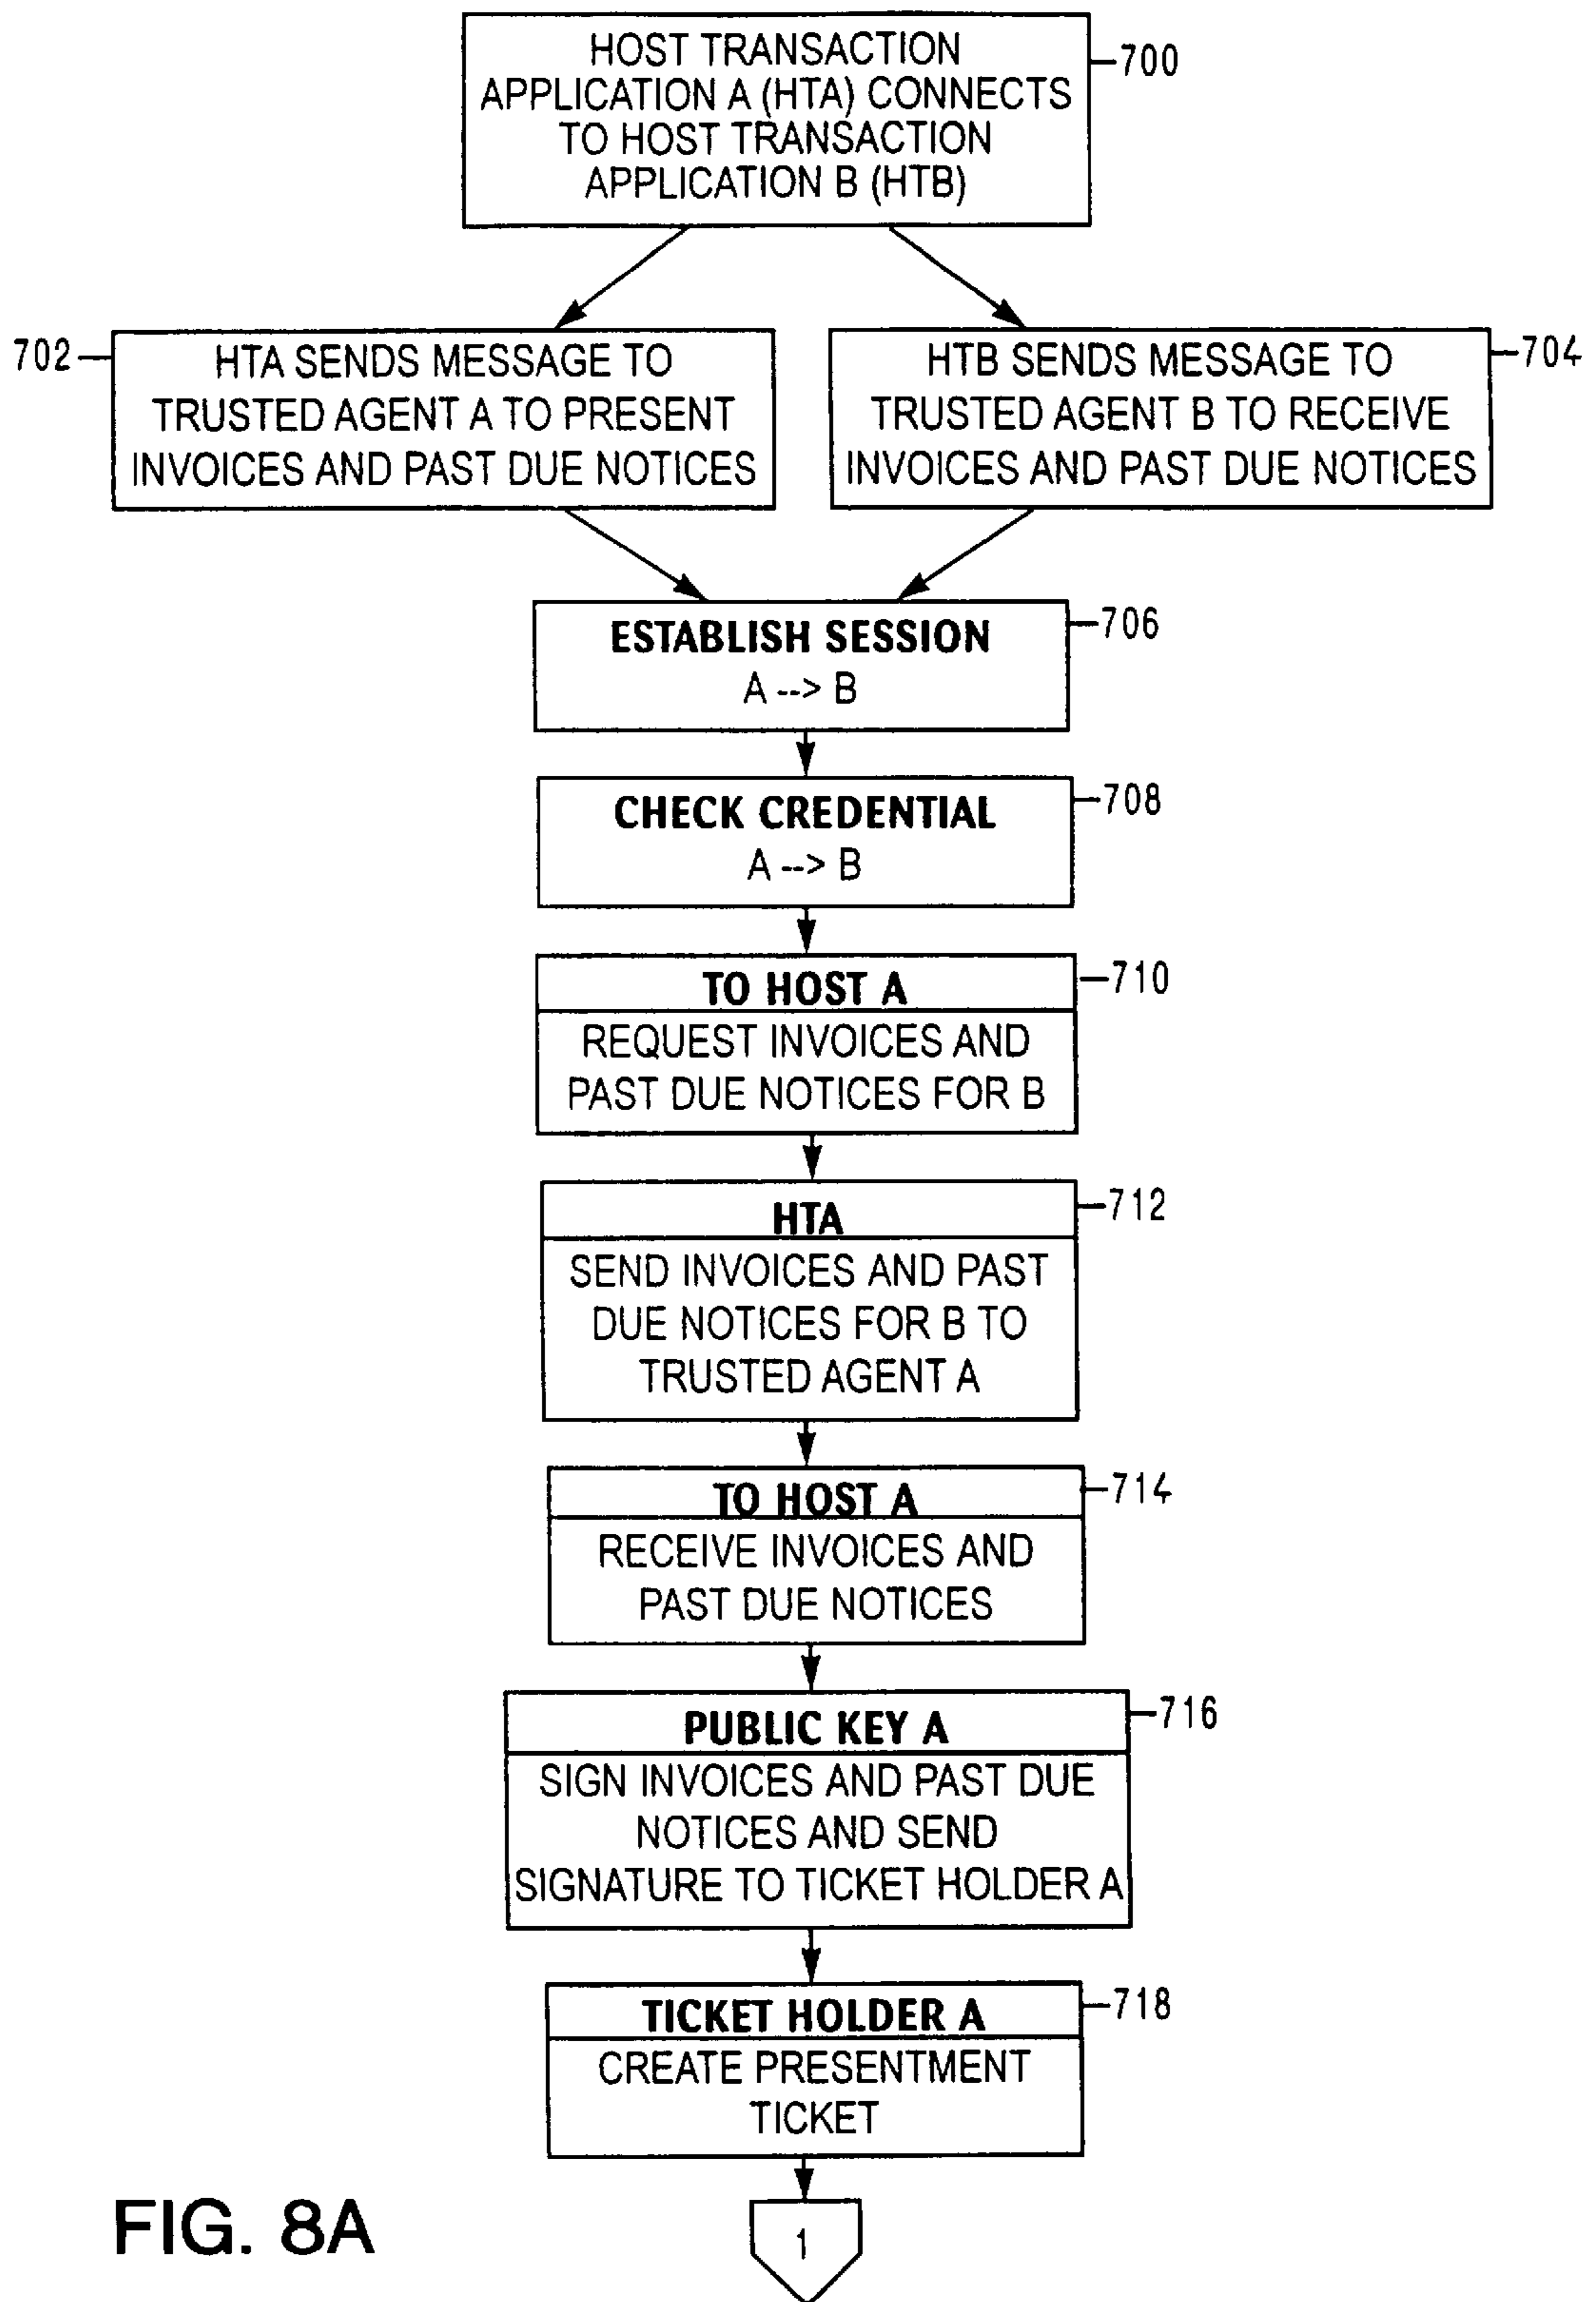 HOST TRANSACTION
APPLICATION A (HTA) CONNECTS
TO HOST TRANSACTION
APPLICATION B (HTB)
700
702
HTA SENDS MESSAGE TO
TRUSTED AGENT A TO PRESENT
INVOICES AND PAST DUE NOTICES
HTB SENDS MESSAGE TO
TRUSTED AGENT B TO RECEIVE
INVOICES AND PAST DUE NOTICES
704
ESTABLISH SESSION
A --> B
706
CHECK CREDENTIAL
A --> B
708
TO HOST A
710
REQUEST INVOICES AND
PAST DUE NOTICES FOR B
HTA
712
SEND INVOICES AND PAST
DUE NOTICES FOR B TO
TRUSTED AGENT A
TO HOST A
714
RECEIVE INVOICES AND
PAST DUE NOTICES
PUBLIC KEY A
716
SIGN INVOICES AND PAST DUE
NOTICES AND SEND
SIGNATURE TO TICKET HOLDER A
TICKET HOLDER A
718
CREATE PRESENTMENT
TICKET
1
FIG. 8A